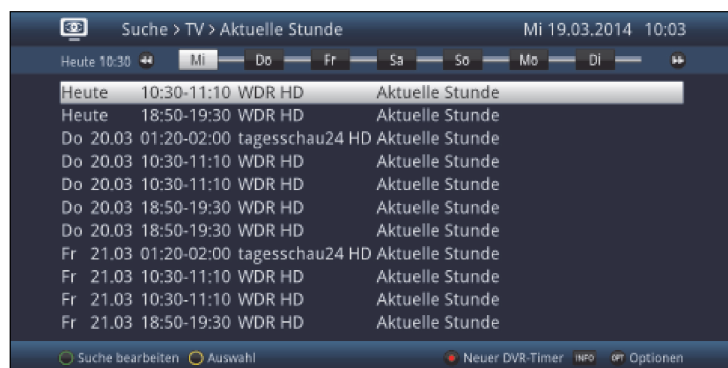 Suche > TV > Aktuelle Stunde Mi 19.03.2014 10:03
Heute 10:30 Mi Do Fr Sa So Mo Di
Heute 10:30-11:10 WDR HD Aktuelle Stunde
Heute 18:50-19:30 WDR HD Aktuelle Stunde
Do 20.03 01:20-02:00 tagesschau24 HD Aktuelle Stunde
Do 20.03 10:30-11:10 WDR HD Aktuelle Stunde
Do 20.03 10:30-11:10 WDR HD Aktuelle Stunde
Do 20.03 18:50-19:30 WDR HD Aktuelle Stunde
Do 20.03 18:50-19:30 WDR HD Aktuelle Stunde
Fr 21.03 01:20-02:00 tagesschau24 HD Aktuelle Stunde
Fr 21.03 10:30-11:10 WDR HD Aktuelle Stunde
Fr 21.03 10:30-11:10 WDR HD Aktuelle Stunde
Fr 21.03 18:50-19:30 WDR HD Aktuelle Stunde
Suche bearbeiten Auswahl Neuer DVR-Timer INFO OPT Optionen